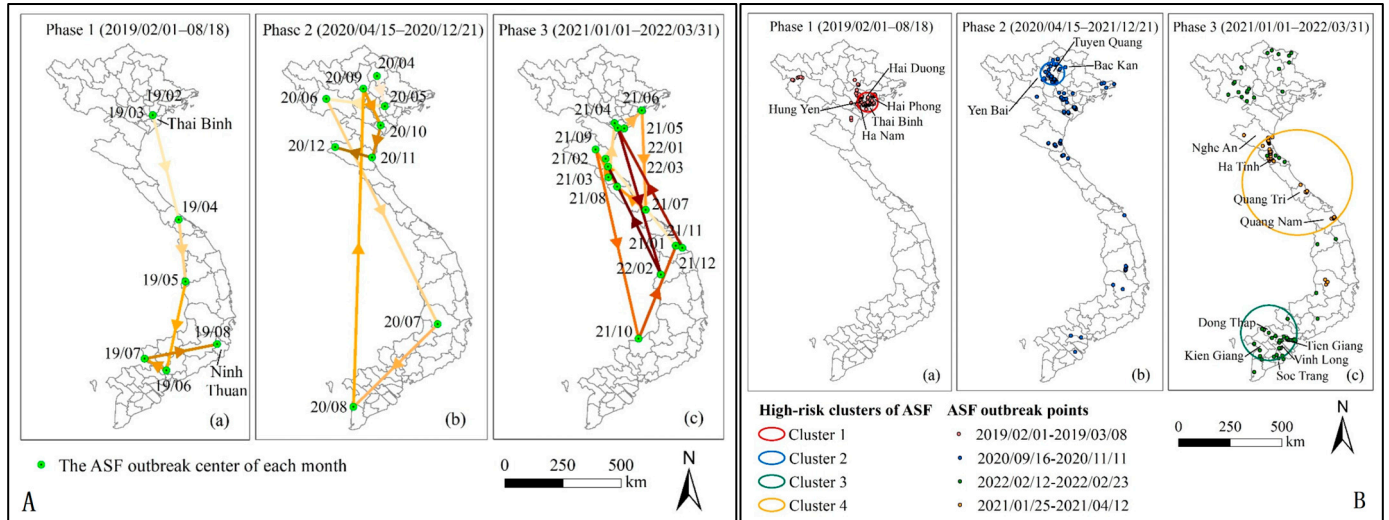 Phase 1 (2019/02/01–08/18)
19/02
19/03
Thai Binh
19/04
19/05
19/08
19/07
19/06
Ninh
Thuan
(a)
Phase 2 (2020/04/15–2020/12/21)
20/04
20/09
20/06
20/05
20/10
20/12
20/11
20/07
20/08
(b)
Phase 3 (2021/01/01–2022/03/31)
21/06
21/04
21/05
21/09
22/01
21/02
22/03
21/03
21/08
21/07
21/01
21/11
22/02
21/12
21/10
(c)
The ASF outbreak center of each month
0 250 500
km
N
A
Phase 1 (2019/02/01–08/18)
Hai Duong
Hung Yen
Hai Phong
Thai Binh
Ha Nam
(a)
Phase 2 (2020/04/15–2021/12/21)
Tuyen Quang
Bac Kan
Yen Bai
(b)
Phase 3 (2021/01/01–2022/03/31)
Nghe An
Ha Tinh
Quang Tri
Quang Nam
Dong Thap
Tien Giang
Kien Giang
Vinh Long
Soc Trang
(c)
High-risk clusters of ASF
Cluster 1
Cluster 2
Cluster 3
Cluster 4
ASF outbreak points
2019/02/01-2019/03/08
2020/09/16-2020/11/11
2022/02/12-2022/02/23
2021/01/25-2021/04/12
0 250 500
km
N
B